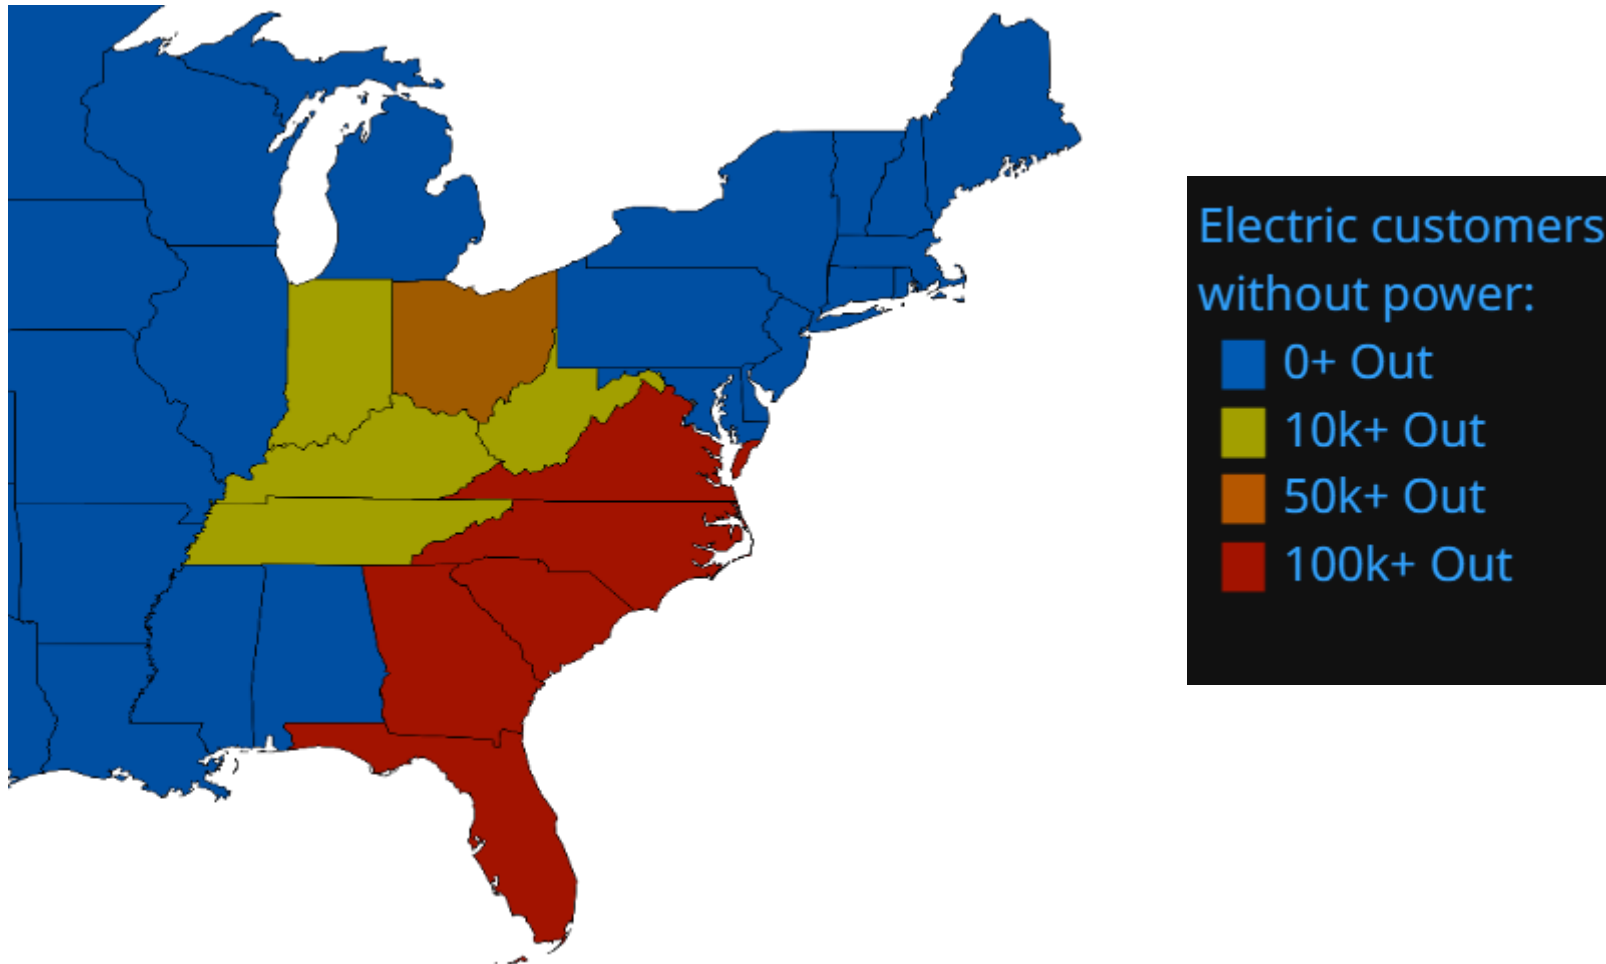 Electric customers
without power:
0+ Out
10k+ Out
50k+ Out
100k+ Out